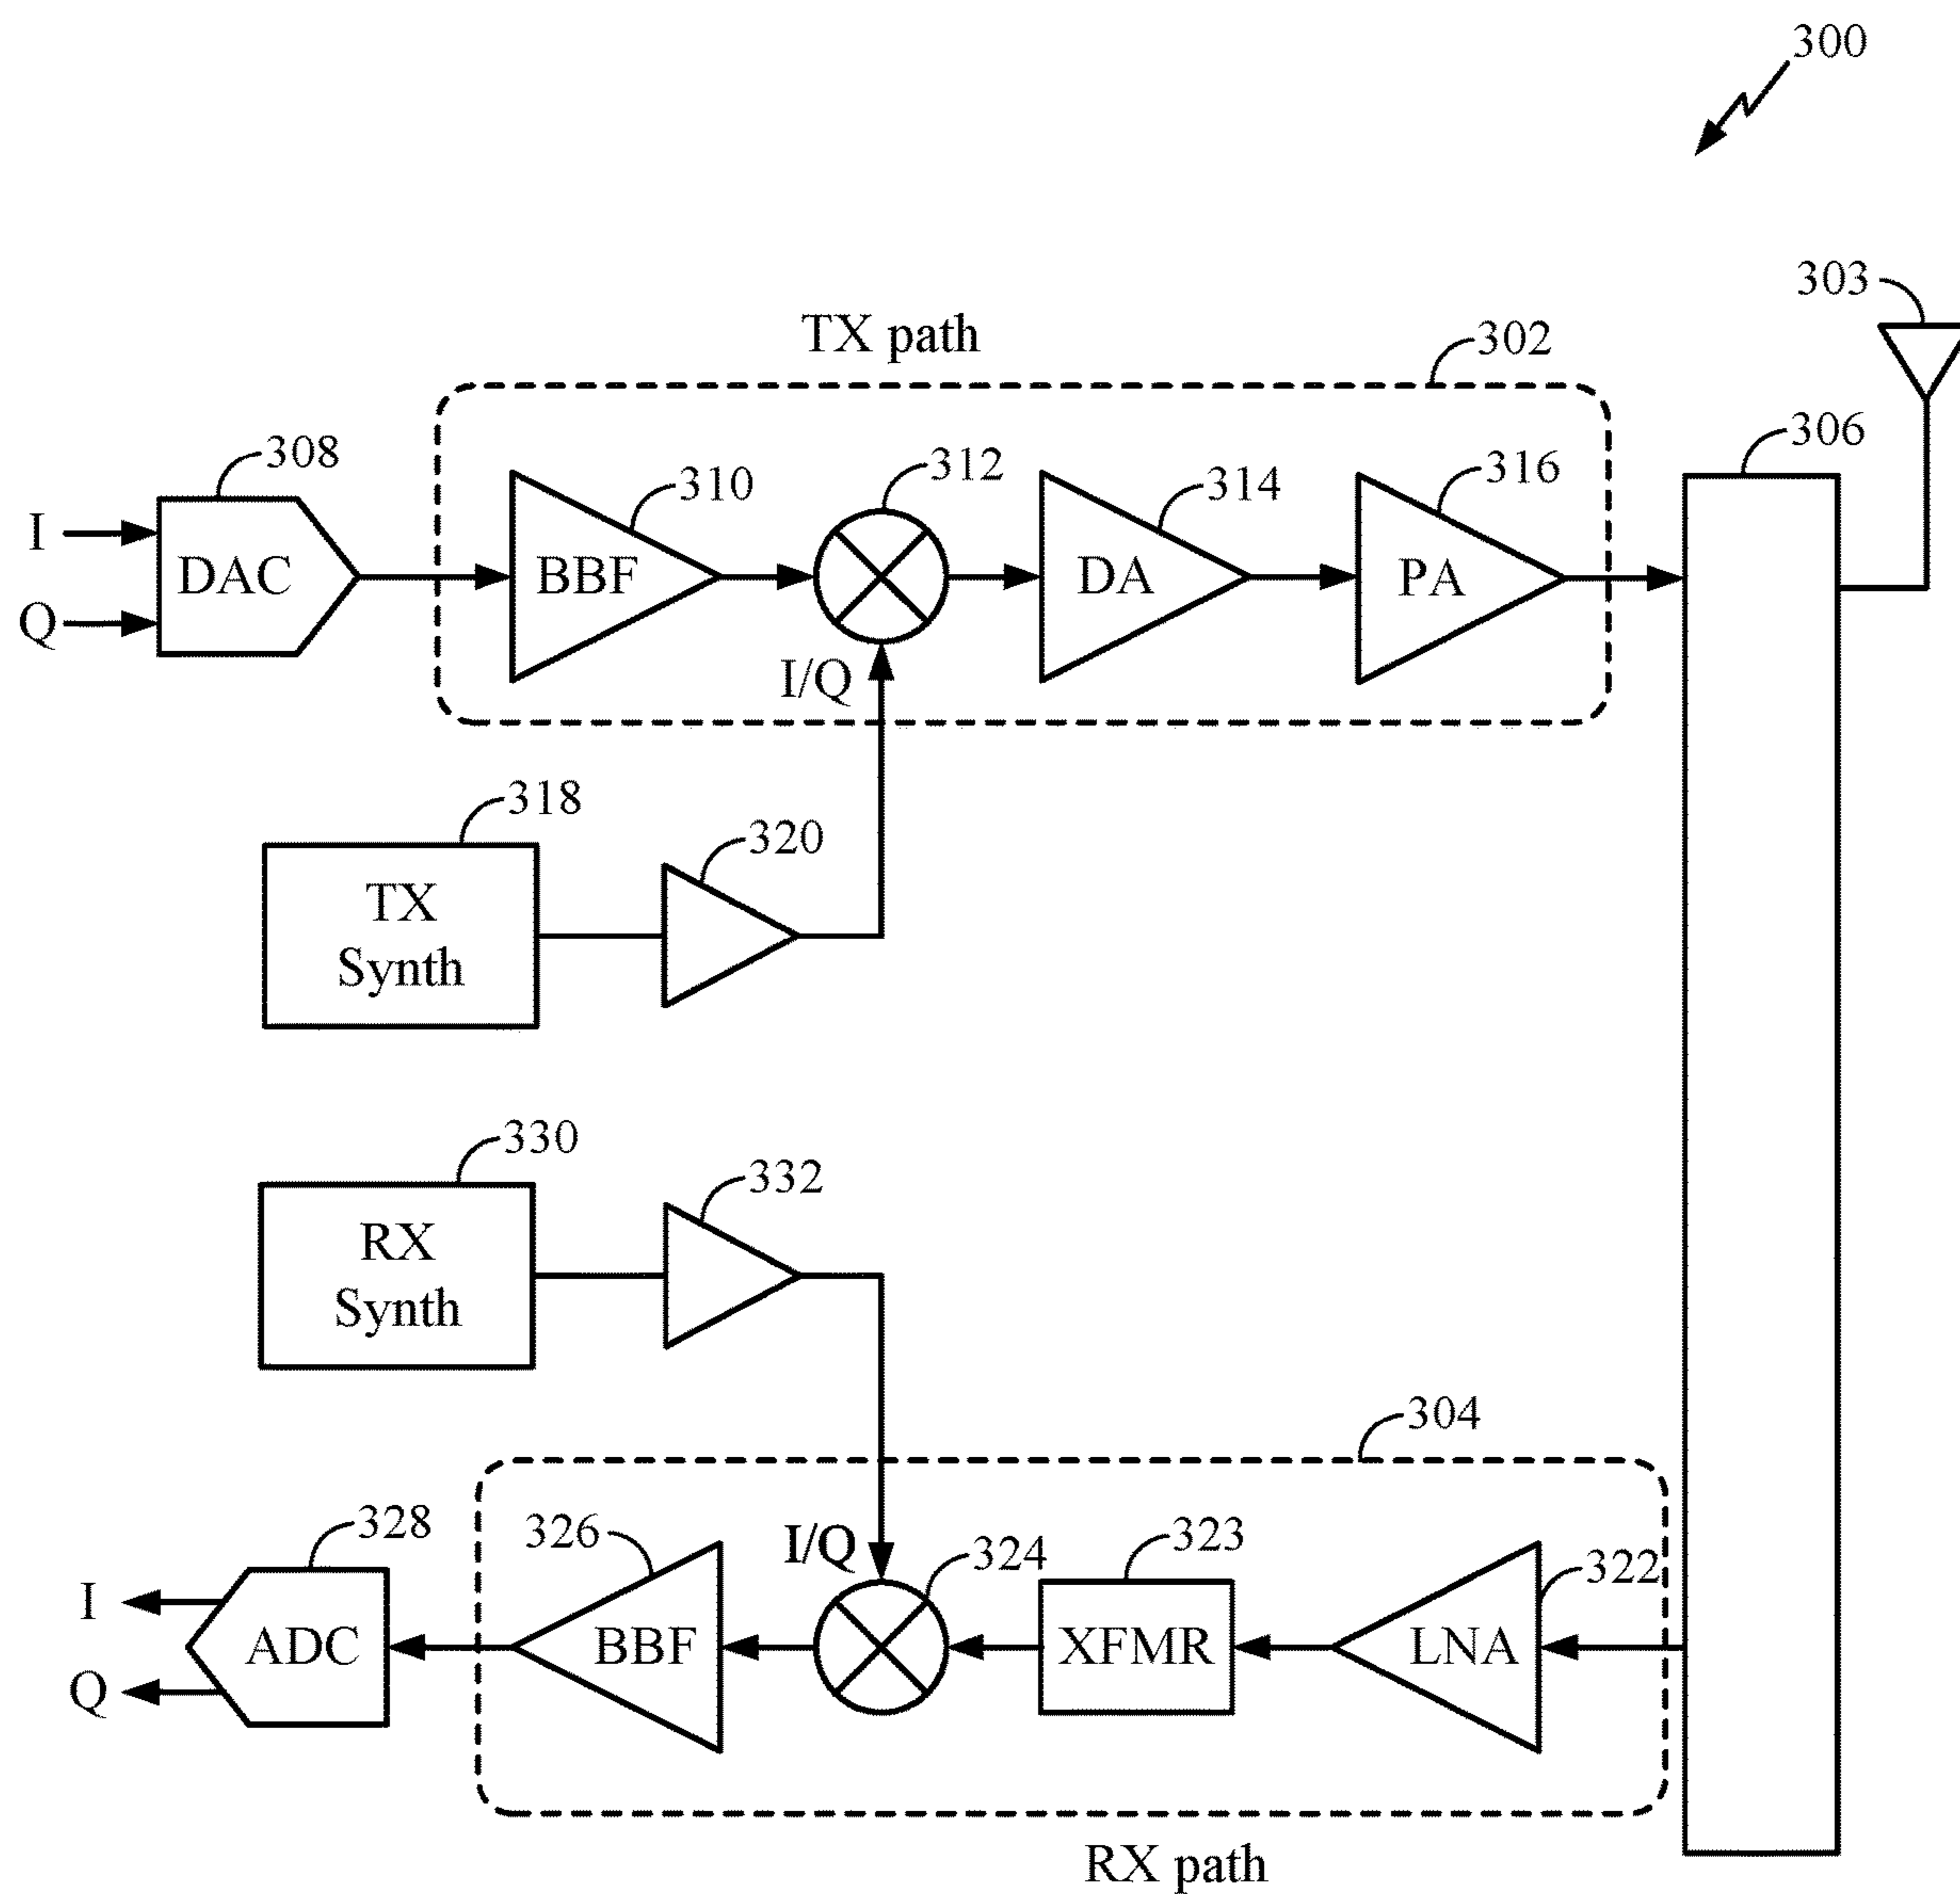 300
303
TX path
302
306
308
310
312
314
316
I
Q
DAC
BBF
DA
PA
I/Q
318
320
TX
Synth
330
332
RX
Synth
304
328
326
I/Q
324
323
322
I
Q
ADC
BBF
XFMR
LNA
RX path